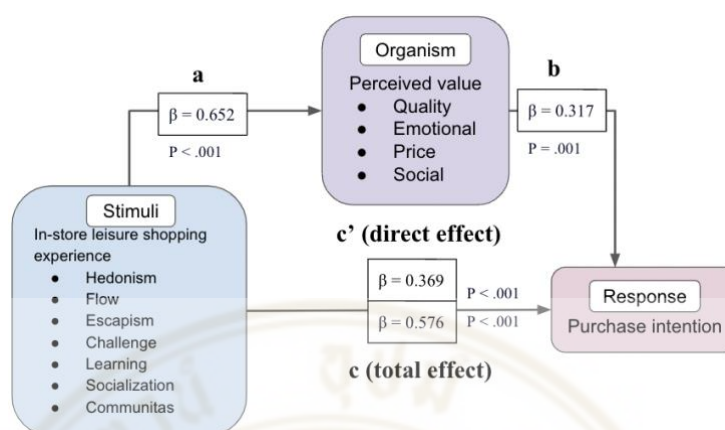 Organism
a
b
Perceived value
● Quality
● Emotional
● Price
● Social
β = 0.652
P < .001
β = 0.317
P = .001
Stimuli
In-store leisure shopping
experience
● Hedonism
● Flow
● Escapism
● Challenge
● Learning
● Socialization
● Communitas
c’ (direct effect)
β = 0.369
P < .001
β = 0.576
P < .001
c (total effect)
Response
Purchase intention